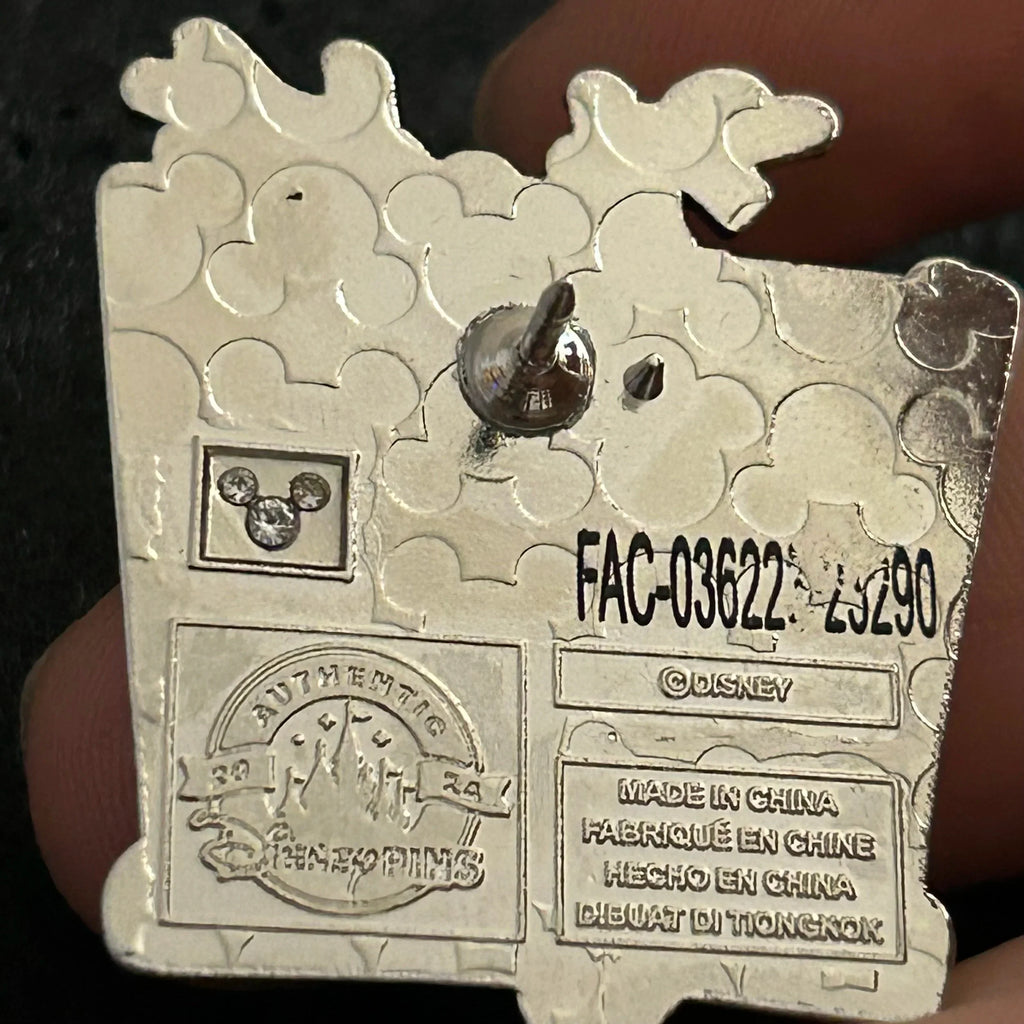 FAC-03622
©DISNEY
AUTHENTIC
20 24
DISNEY PINS
MADE IN CHINA
FABRIQUÉ EN CHINE
HECHO EN CHINA
DIBUAT DI TIONGKOK